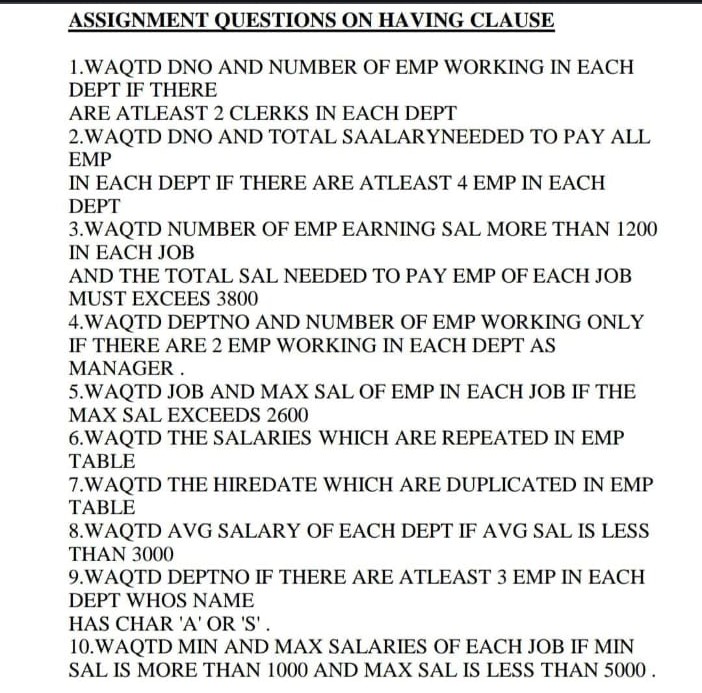 ASSIGNMENT QUESTIONS ON HAVING CLAUSE
1.WAQTD DNO AND NUMBER OF EMP WORKING IN EACH
DEPT IF THERE
ARE ATLEAST 2 CLERKS IN EACH DEPT
2.WAQTD DNO AND TOTAL SAALARYNEEDED TO PAY ALL
EMP
IN EACH DEPT IF THERE ARE ATLEAST 4 EMP IN EACH
DEPT
3.WAQTD NUMBER OF EMP EARNING SAL MORE THAN 1200
IN EACH JOB
AND THE TOTAL SAL NEEDED TO PAY EMP OF EACH JOB
MUST EXCEES 3800
4.WAQTD DEPTNO AND NUMBER OF EMP WORKING ONLY
IF THERE ARE 2 EMP WORKING IN EACH DEPT AS
MANAGER .
5.WAQTD JOB AND MAX SAL OF EMP IN EACH JOB IF THE
MAX SAL EXCEEDS 2600
6.WAQTD THE SALARIES WHICH ARE REPEATED IN EMP
TABLE
7.WAQTD THE HIREDATE WHICH ARE DUPLICATED IN EMP
TABLE
8.WAQTD AVG SALARY OF EACH DEPT IF AVG SAL IS LESS
THAN 3000
9.WAQTD DEPTNO IF THERE ARE ATLEAST 3 EMP IN EACH
DEPT WHOS NAME
HAS CHAR 'A' OR 'S' .
10.WAQTD MIN AND MAX SALARIES OF EACH JOB IF MIN
SAL IS MORE THAN 1000 AND MAX SAL IS LESS THAN 5000 .